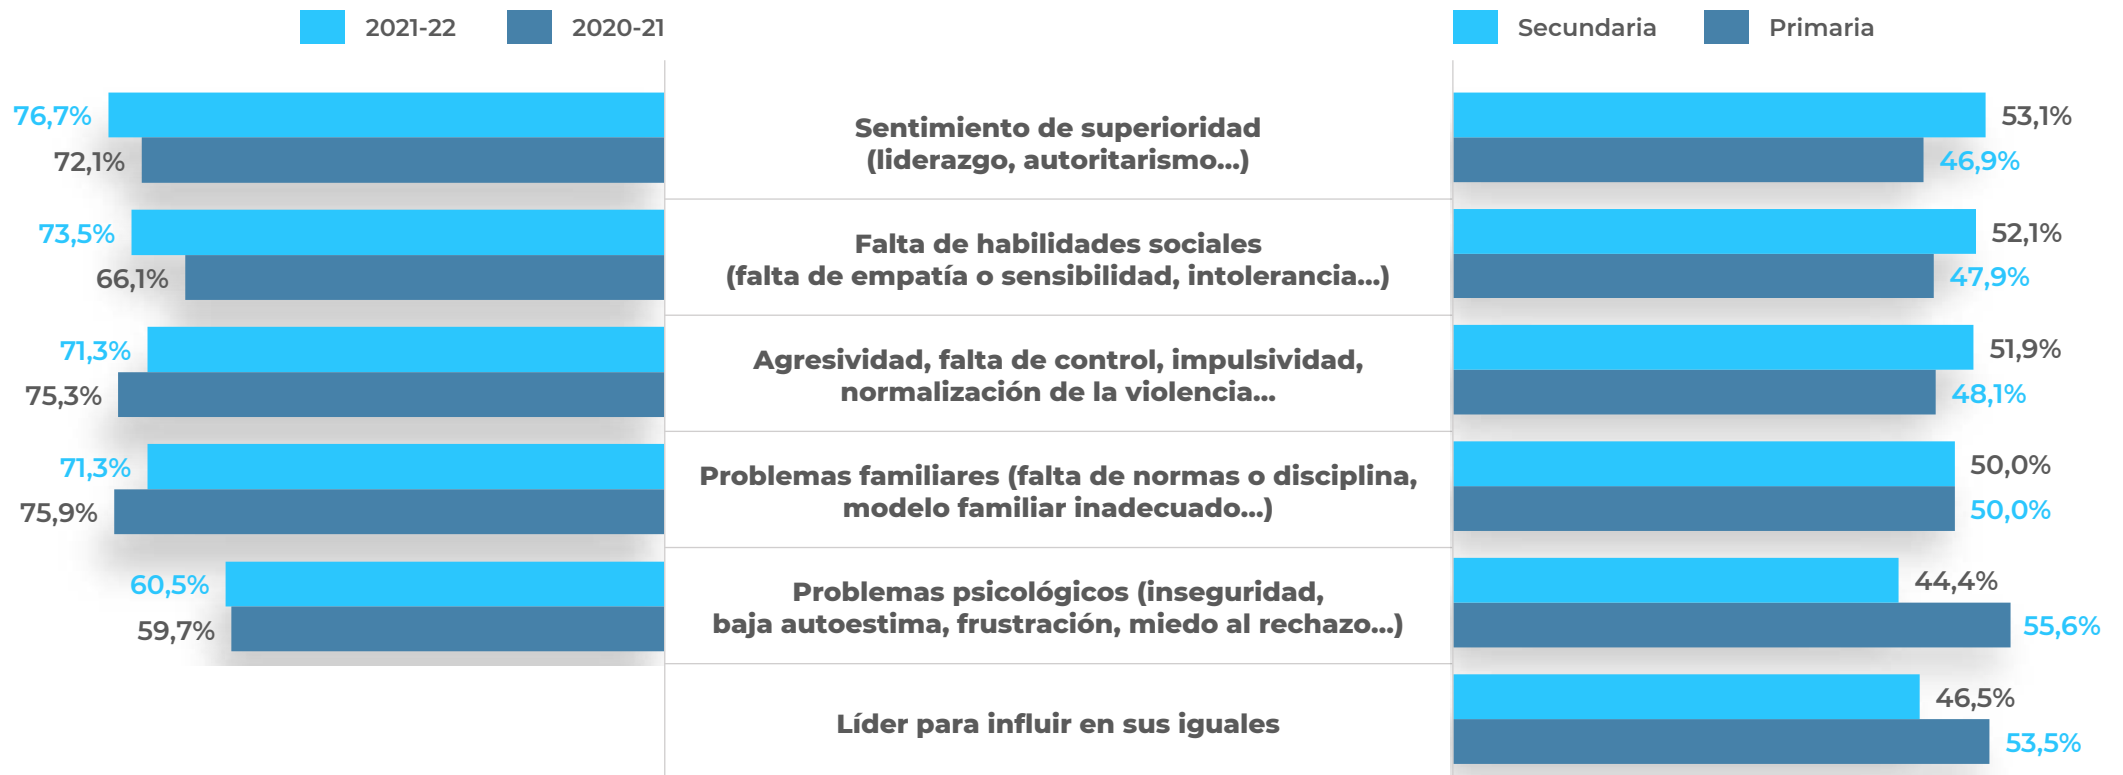 2021-22 2020-21 Secundaria Primaria
76,7% Sentimiento de superioridad 53,1%
72,1% (liderazgo, autoritarismo...) 46,9%
73,5% Falta de habilidades sociales 52,1%
66,1% (falta de empatía o sensibilidad, intolerancia...) 47,9%
71,3% Agresividad, falta de control, impulsividad, 51,9%
75,3% normalización de la violencia... 48,1%
71,3% Problemas familiares (falta de normas o disciplina, 50,0%
75,9% modelo familiar inadecuado...) 50,0%
60,5% Problemas psicológicos (inseguridad, 44,4%
59,7% baja autoestima, frustración, miedo al rechazo...) 55,6%
Líder para influir en sus iguales 46,5%
53,5%